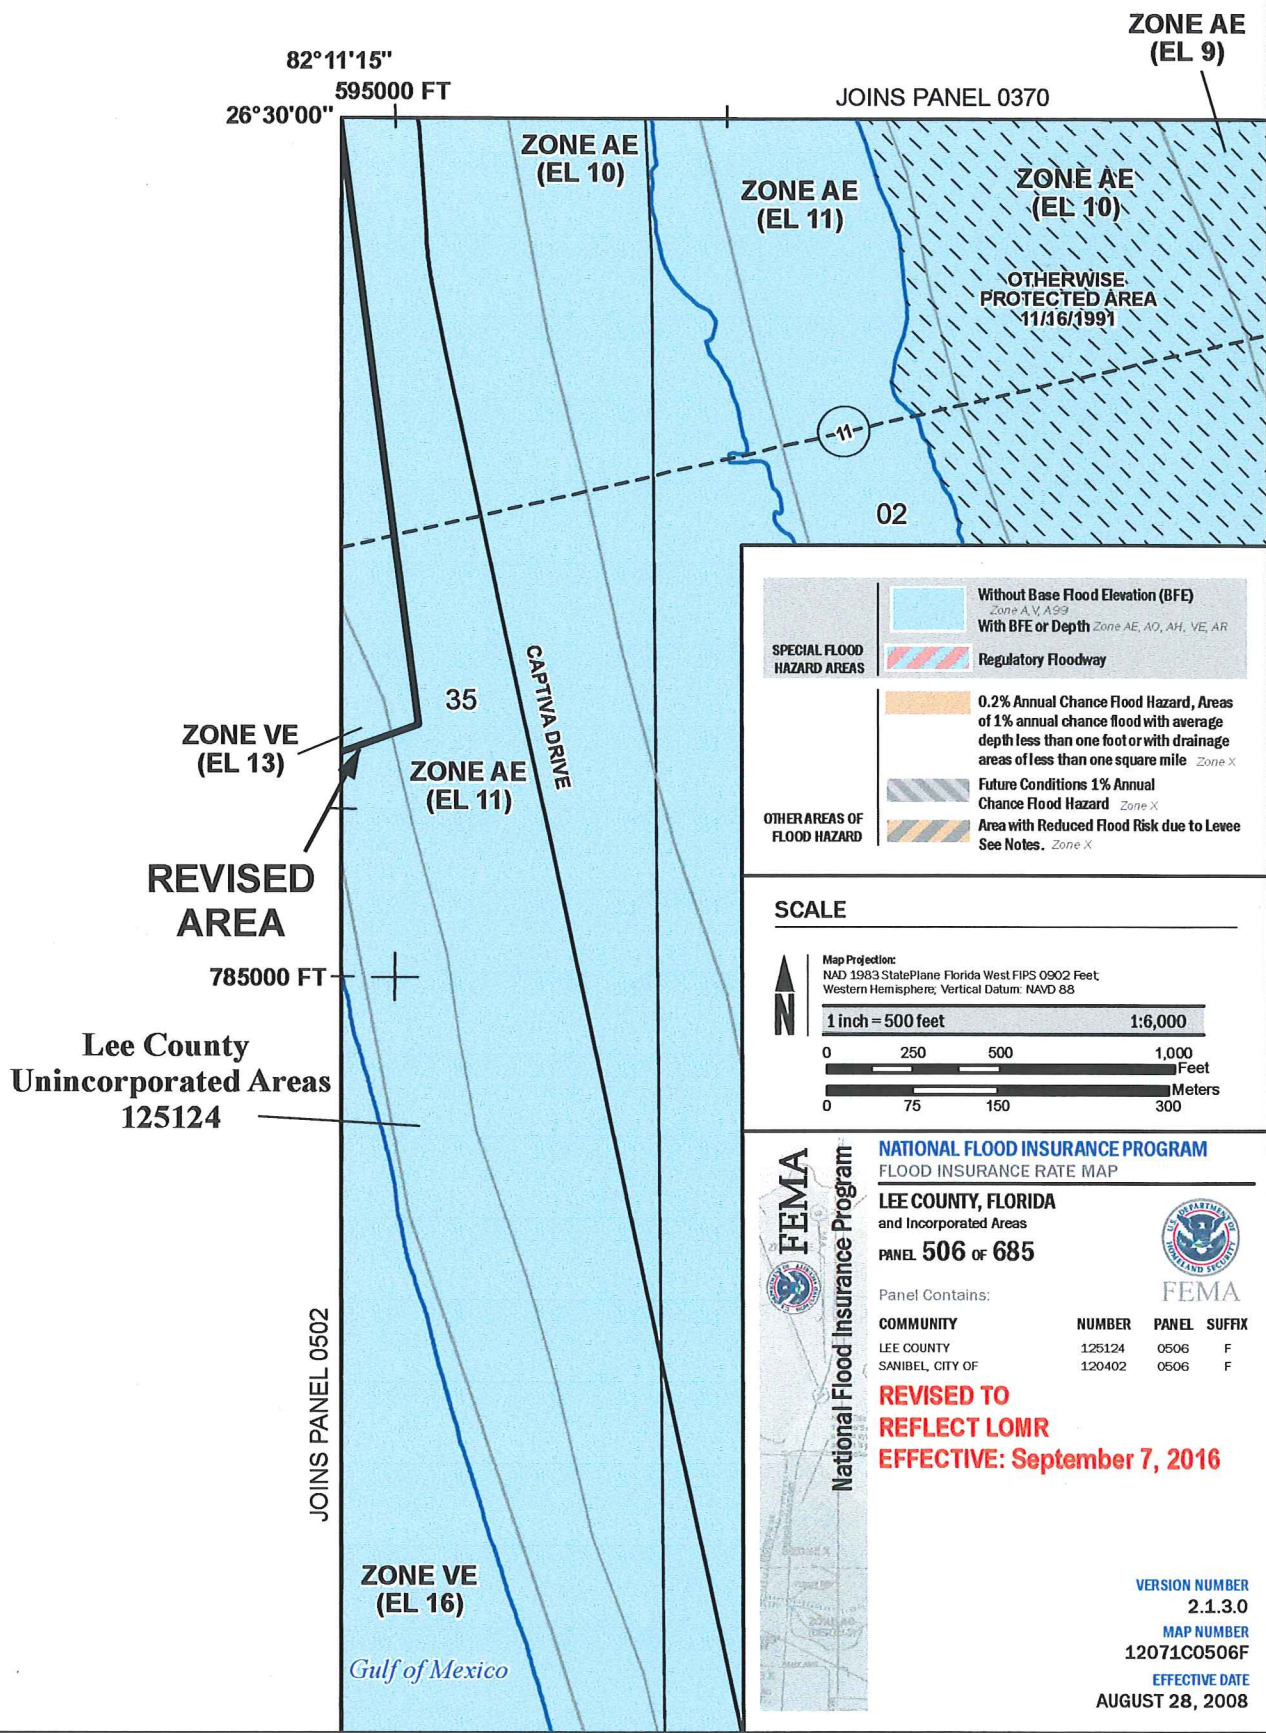 ZONE AE
(EL 9)
82°11'15"
595000 FT
JOINS PANEL 0370
26°30'00"
ZONE AE
(EL 10)
ZONE AE
(EL 11)
ZONE AE
(EL 10)
OTHERWISE
PROTECTED AREA
11/16/1991
11
02
35
CAPTIVA DRIVE
ZONE VE
(EL 13)
ZONE AE
(EL 11)
REVISED
AREA
785000 FT
Lee County
Unincorporated Areas
125124
JOINS PANEL 0502
ZONE VE
(EL 16)
Gulf of Mexico
SPECIAL FLOOD
HAZARD AREAS
Without Base Flood Elevation (BFE)
Zone A,V, A99
With BFE or Depth Zone AE, AO, AH, VE, AR
Regulatory Floodway
OTHER AREAS OF
FLOOD HAZARD
0.2% Annual Chance Flood Hazard, Areas
of 1% annual chance flood with average
depth less than one foot or with drainage
areas of less than one square mile Zone X
Future Conditions 1% Annual
Chance Flood Hazard Zone X
Area with Reduced Flood Risk due to Levee
See Notes. Zone X
SCALE
N
Map Projection:
NAD 1983 StatePlane Florida West FIPS 0902 Feet;
Western Hemisphere; Vertical Datum: NAVD 88
1 inch = 500 feet 1:6,000
0 250 500 1,000
Feet
Meters
0 75 150 300
FEMA
National Flood Insurance Program
NATIONAL FLOOD INSURANCE PROGRAM
FLOOD INSURANCE RATE MAP
LEE COUNTY, FLORIDA
and Incorporated Areas
PANEL 506 OF 685
U.S. DEPARTMENT OF
HOMELAND SECURITY
FEMA
Panel Contains:
COMMUNITY NUMBER PANEL SUFFIX
LEE COUNTY 125124 0506 F
SANIBEL, CITY OF 120402 0506 F
REVISED TO
REFLECT LOMR
EFFECTIVE: September 7, 2016
VERSION NUMBER
2.1.3.0
MAP NUMBER
12071C0506F
EFFECTIVE DATE
AUGUST 28, 2008